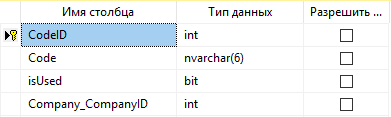 Имя столбца Тип данных Разрешить ...
CodeID int
Code nvarchar(6)
isUsed bit
Company_CompanyID int